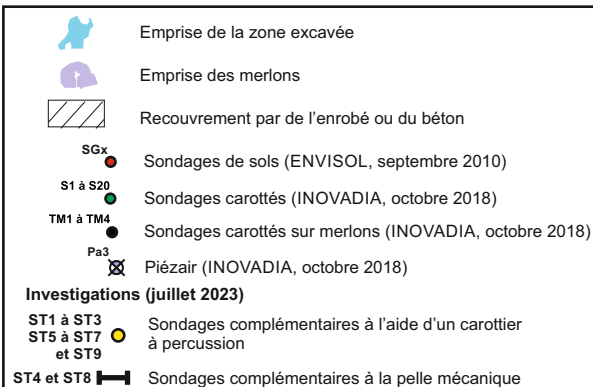 Emprise de la zone excavée
Emprise des merlons
Recouvrement par de l'enrobé ou du béton
SGx
Sondages de sols (ENVISOL, septembre 2010)
S1 à S20
Sondages carottés (INOVADIA, octobre 2018)
TM1 à TM4
Sondages carottés sur merlons (INOVADIA, octobre 2018)
Pa3
Piézair (INOVADIA, octobre 2018)
Investigations (juillet 2023)
ST1 à ST3
ST5 à ST7
et ST9
Sondages complémentaires à l'aide d'un carottier
à percussion
ST4 et ST8
Sondages complémentaires à la pelle mécanique